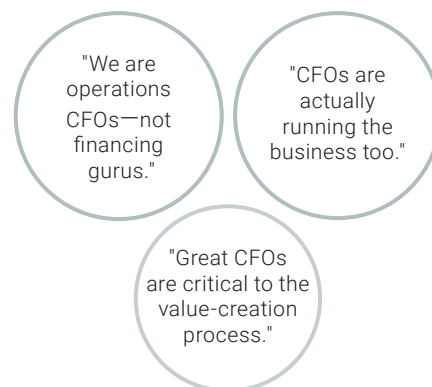 "We are
operations
CFOs—not
financing
gurus."
"CFOs are
actually
running the
business too."
"Great CFOs
are critical to the
value-creation
process."